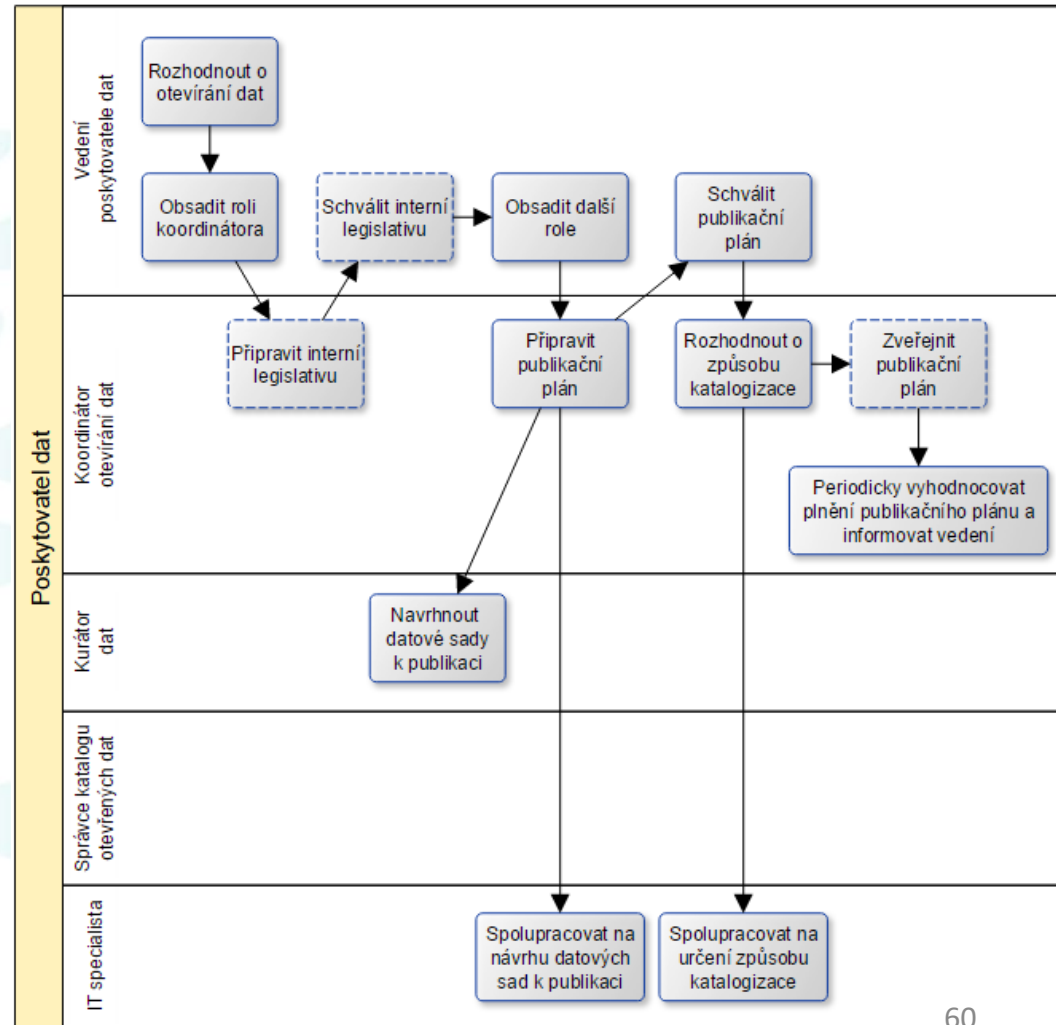 Poskytovatel dat
Vedení
poskytovatele dat
Rozhodnout o
otevírání dat
Obsadit roli
koordinátora
Schválit interní
legislativu
Obsadit další
role
Schválit
publikační
plán
Koordinátor
otevírání dat
Připravit interní
legislativu
Připravit
publikační
plán
Rozhodnout o
způsobu
katalogizace
Zveřejnit
publikační
plán
Periodicky vyhodnocovat
plnění publikačního plánu a
informovat vedení
Kurátor
dat
Navrhnout
datové sady
k publikaci
Správce katalogu
otevřených dat
IT specialista
Spolupracovat na
návrhu datových
sad k publikaci
Spolupracovat na
určení způsobu
katalogizace
60